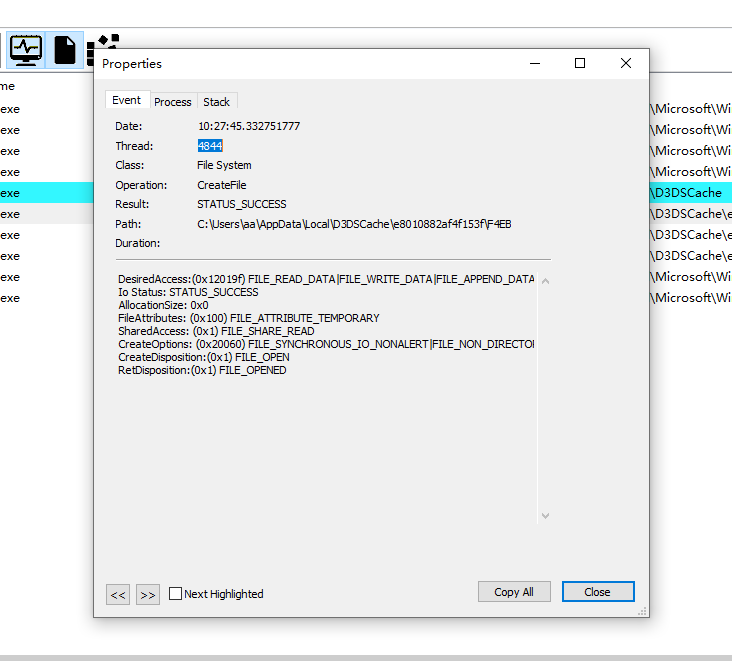 Properties
me
exe
exe
exe
exe
exe
exe
exe
exe
exe
exe
Event Process Stack
Date: 10:27:45.332751777
Thread: 4844
Class: File System
Operation: CreateFile
Result: STATUS_SUCCESS
Path: C:\Users\aa\AppData\Local\D3DSCache\e8010882af4f153f\F4EB
Duration:
DesiredAccess:(0x12019f) FILE_READ_DATA|FILE_WRITE_DATA|FILE_APPEND_DATA
Io Status: STATUS_SUCCESS
AllocationSize: 0x0
FileAttributes: (0x100) FILE_ATTRIBUTE_TEMPORARY
SharedAccess: (0x1) FILE_SHARE_READ
CreateOptions: (0x20060) FILE_SYNCHRONOUS_IO_NONALERT|FILE_NON_DIRECTO
CreateDisposition:(0x1) FILE_OPEN
RetDisposition:(0x1) FILE_OPENED
<< >> Next Highlighted Copy All Close
\Microsoft\Wi
\Microsoft\Wi
\Microsoft\Wi
\Microsoft\Wi
\D3DSCache
\D3DSCache\e
\D3DSCache\e
\D3DSCache\e
\Microsoft\Wi
\Microsoft\Wi